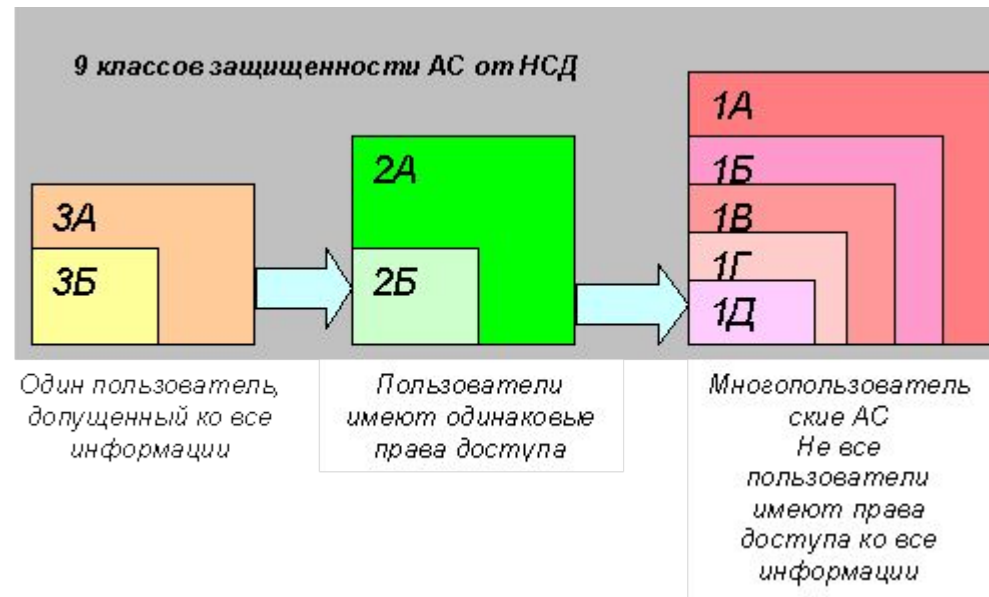 9 классов защищенности АС от НСД
3А
3Б
2А
2Б
1А
1Б
1В
1Г
1Д
Один пользователь,
допущенный ко все
информации
Пользователи
имеют одинаковые
права доступа
Многопользователь
ские АС
Не все
пользователи
имеют права
доступа ко все
информации